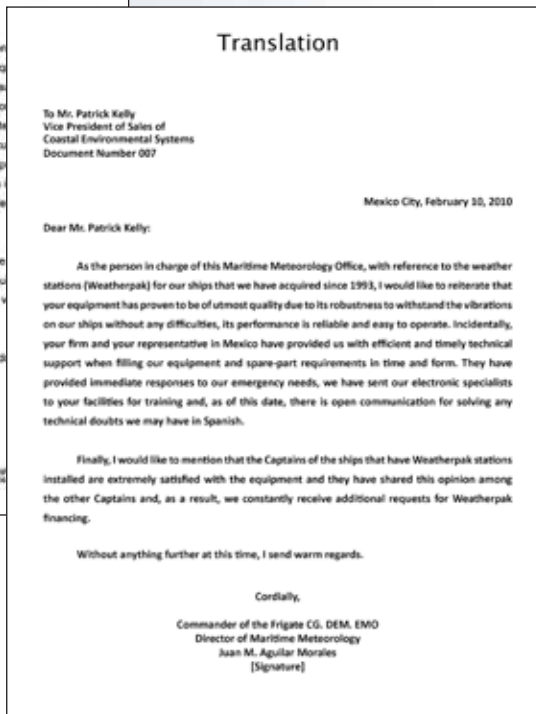 Translation
To Mr. Patrick Kelly
Vice President of Sales of
Coastal Environmental Systems
Document Number 007
Mexico City, February 10, 2010
Dear Mr. Patrick Kelly:
As the person in charge of this Maritime Meteorology Office, with reference to the weather
stations (Weatherpak) for our ships that we have acquired since 1993, I would like to reiterate that
your equipment has proven to be of utmost quality due to its robustness to withstand the vibrations
on our ships without any difficulties, its performance is reliable and easy to operate. Incidentally,
your firm and your representative in Mexico have provided us with efficient and timely technical
support when filling our equipment and spare-part requirements in time and form. They have
provided immediate responses to our emergency needs, we have sent our electronic specialists
to your facilities for training and, as of this date, there is open communication for solving any
technical doubts we may have in Spanish.
Finally, I would like to mention that the Captains of the ships that have Weatherpak stations
installed are extremely satisfied with the equipment and they have shared this opinion among
the other Captains and, as a result, we constantly receive additional requests for Weatherpak
financing.
Without anything further at this time, I send warm regards.
Cordially,
Commander of the Frigate CG. DEM. EMO
Director of Maritime Meteorology
Juan M. Aguilar Morales
[Signature]